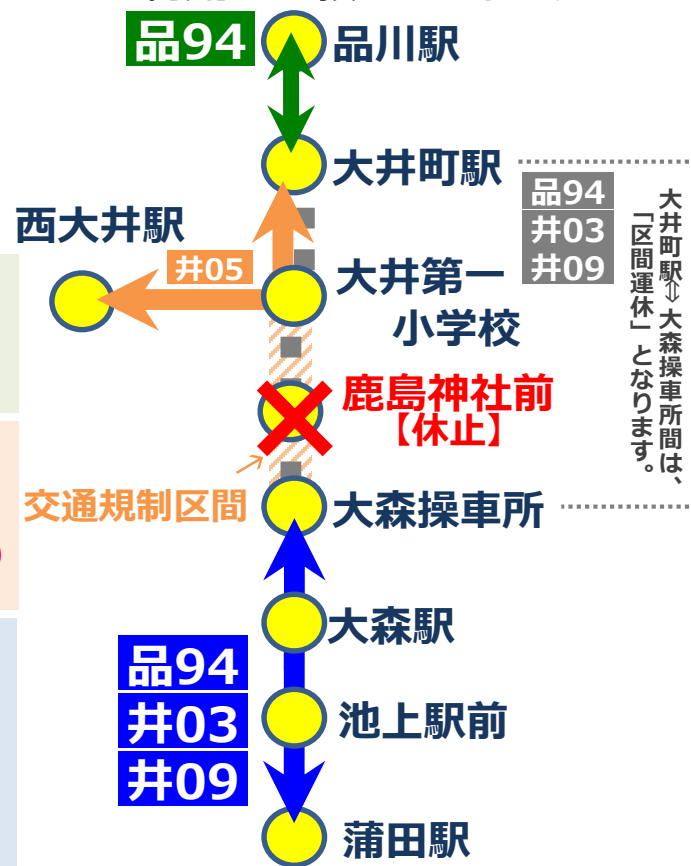 品94
品川駅
大井町駅
品94
井03
井09
大井町駅⇔大森操車所間は、
「区間運休」となります。
西大井駅
井05
大井第一
小学校
鹿島神社前
【休止】
交通規制区間
大森操車所
大森駅
品94
井03
井09
池上駅前
蒲田駅